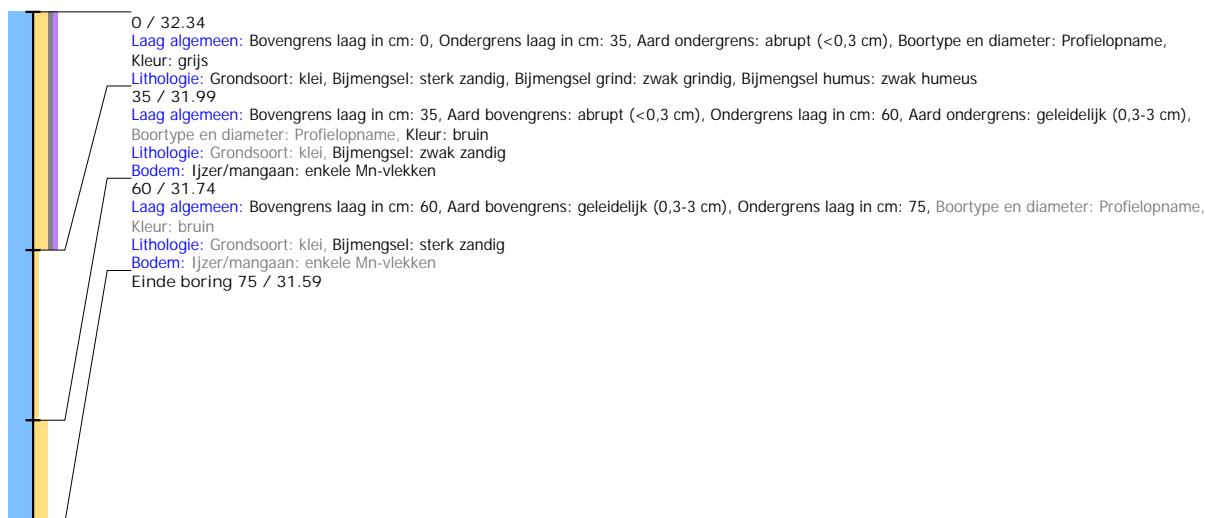 0 / 32.34
Laag algemeen: Bovengrens laag in cm: 0, Ondergrens laag in cm: 35, Aard ondergrens: abrupt (<0,3 cm), Boortype en diameter: Profielopname,
Kleur: grijs
Lithologie: Grondsoort: klei, Bijmengsel: sterk zandig, Bijmengsel grind: zwak grindig, Bijmengsel humus: zwak humeus
35 / 31.99
Laag algemeen: Bovengrens laag in cm: 35, Aard bovengrens: abrupt (<0,3 cm), Ondergrens laag in cm: 60, Aard ondergrens: geleidelijk (0,3-3 cm),
Boortype en diameter: Profielopname, Kleur: bruin
Lithologie: Grondsoort: klei, Bijmengsel: zwak zandig
Bodem: Ijzer/mangaan: enkele Mn-vlekken
60 / 31.74
Laag algemeen: Bovengrens laag in cm: 60, Aard bovengrens: geleidelijk (0,3-3 cm), Ondergrens laag in cm: 75, Boortype en diameter: Profielopname,
Kleur: bruin
Lithologie: Grondsoort: klei, Bijmengsel: sterk zandig
Bodem: Ijzer/mangaan: enkele Mn-vlekken
Einde boring 75 / 31.59